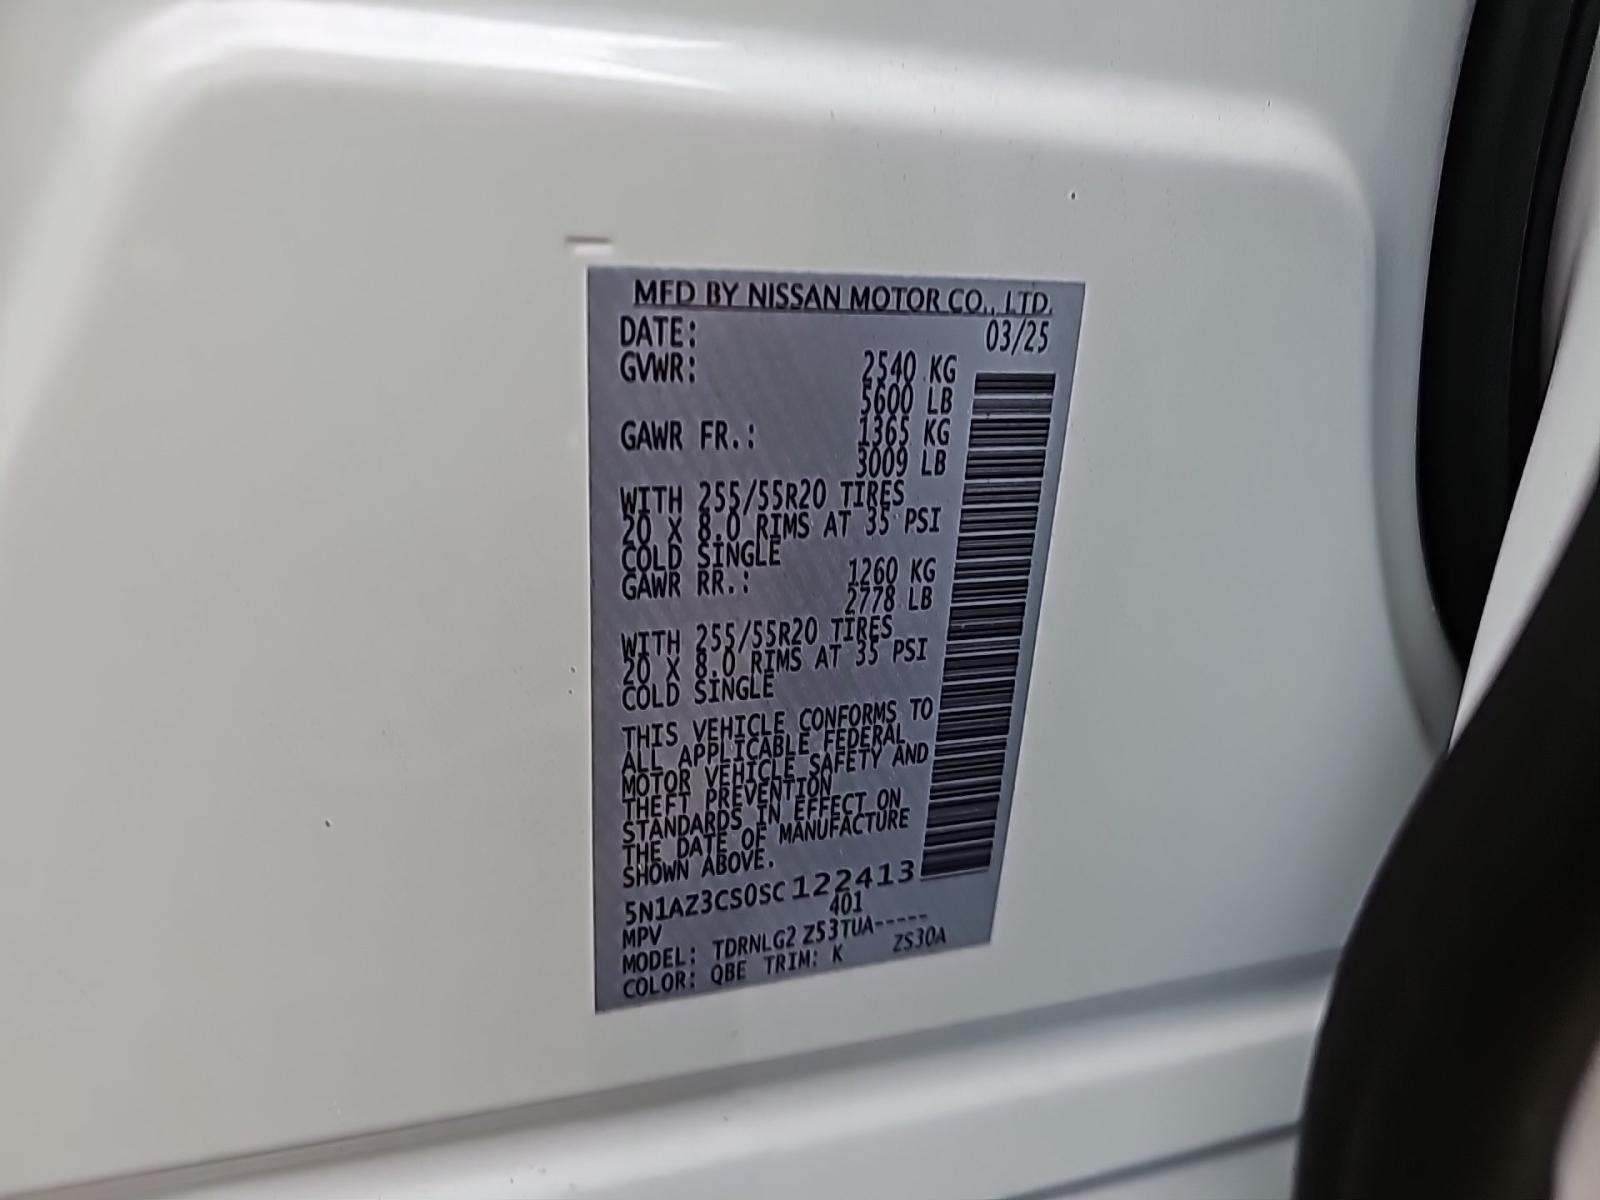 MFD BY NISSAN MOTOR CO., LTD.
DATE: 03/25
GVWR: 2540 KG
5600 LB
GAWR FR.: 1365 KG
3009 LB
WITH 255/55R20 TIRES
20 X 8.0 RIMS AT 35 PSI
COLD SINGLE
GAWR RR.: 1260 KG
2778 LB
WITH 255/55R20 TIRES
20 X 8.0 RIMS AT 35 PSI
COLD SINGLE
THIS VEHICLE CONFORMS TO
ALL APPLICABLE FEDERAL
MOTOR VEHICLE SAFETY AND
THEFT PREVENTION
STANDARDS IN EFFECT ON
THE DATE OF MANUFACTURE
SHOWN ABOVE.
5N1AZ3CS0SC122413
MPV 401
MODEL: TDRNLG2 Z53TUA-----
COLOR: QBE TRIM: K ZS30A